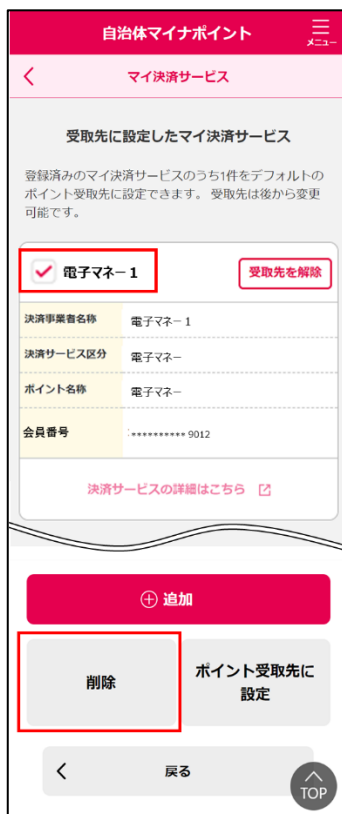 自治体マイナポイント
メニュー
マイ決済サービス
受取先に設定したマイ決済サービス
登録済みのマイ決済サービスのうち1件をデフォルトの
ポイント受取先に設定できます。 受取先は後から変更
可能です。
電子マネー1
受取先を解除
決済事業者名称 電子マネー1
決済サービス区分 電子マネー
ポイント名称 電子マネー
会員番号 ********** 9012
決済サービスの詳細はこちら
追加
削除
ポイント受取先に
設定
戻る
TOP